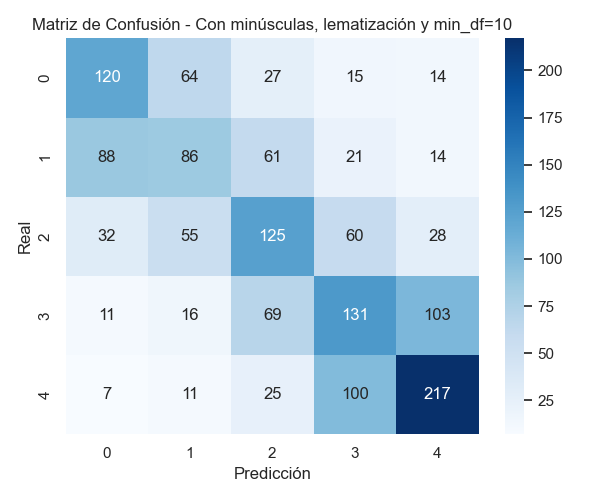 Matriz de Confusión - Con minúsculas, lematización y min_df=10
0 120 64 27 15 14
1 88 86 61 21 14
2 32 55 125 60 28
3 11 16 69 131 103
4 7 11 25 100 217
0 1 2 3 4
Real
Predicción
200
175
150
125
100
75
50
25